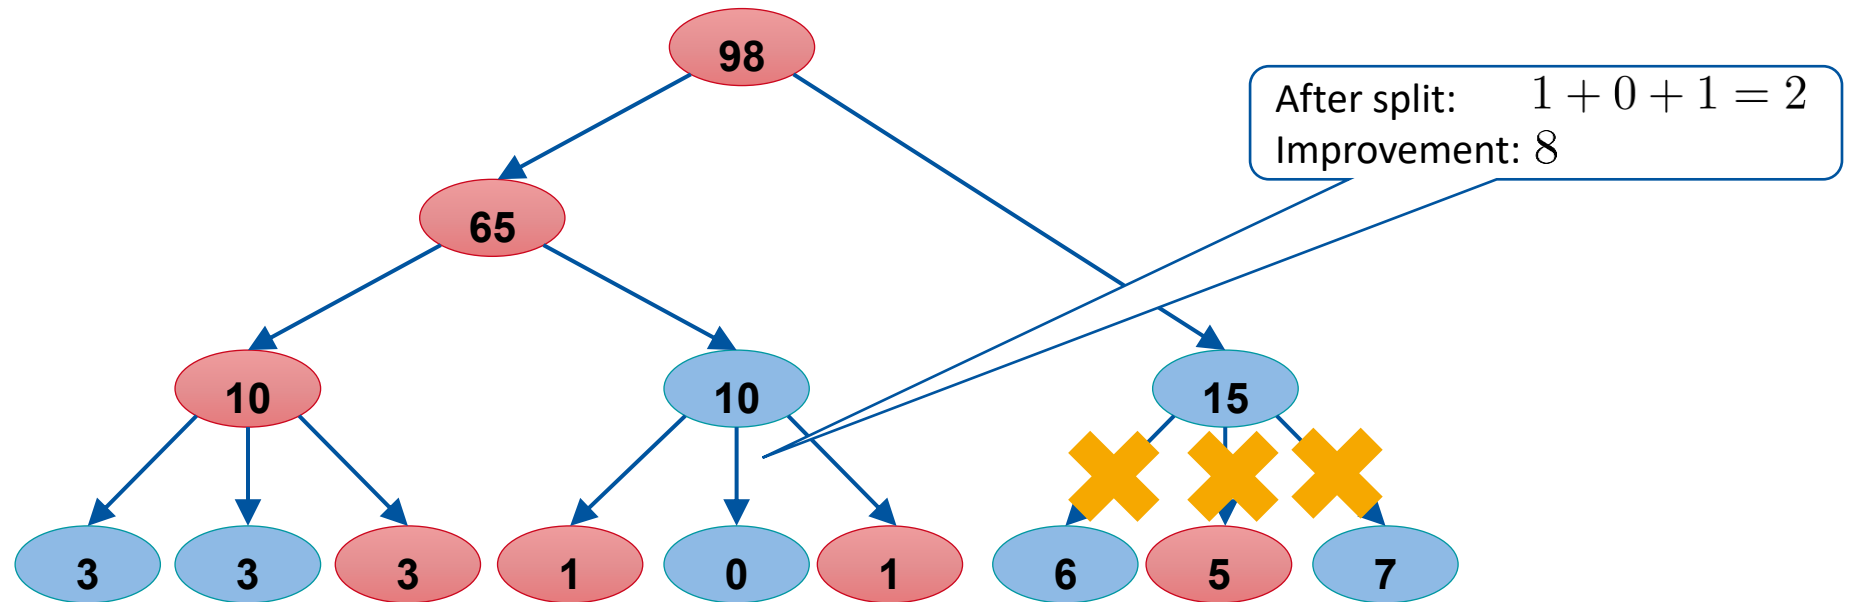 98
After split: 1 + 0 + 1 = 2
Improvement: 8
65
10 10 15
3 3 3 1 0 1 6 5 7